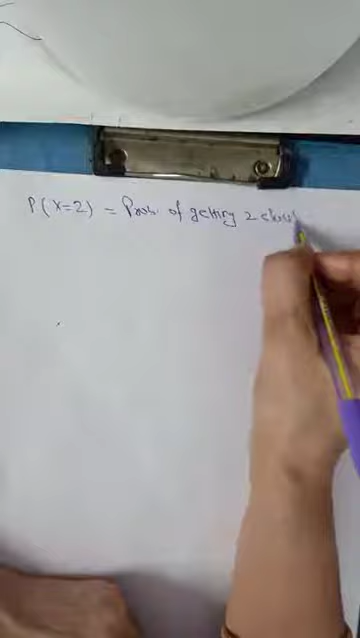 P(X=2) = Prob. of getting 2